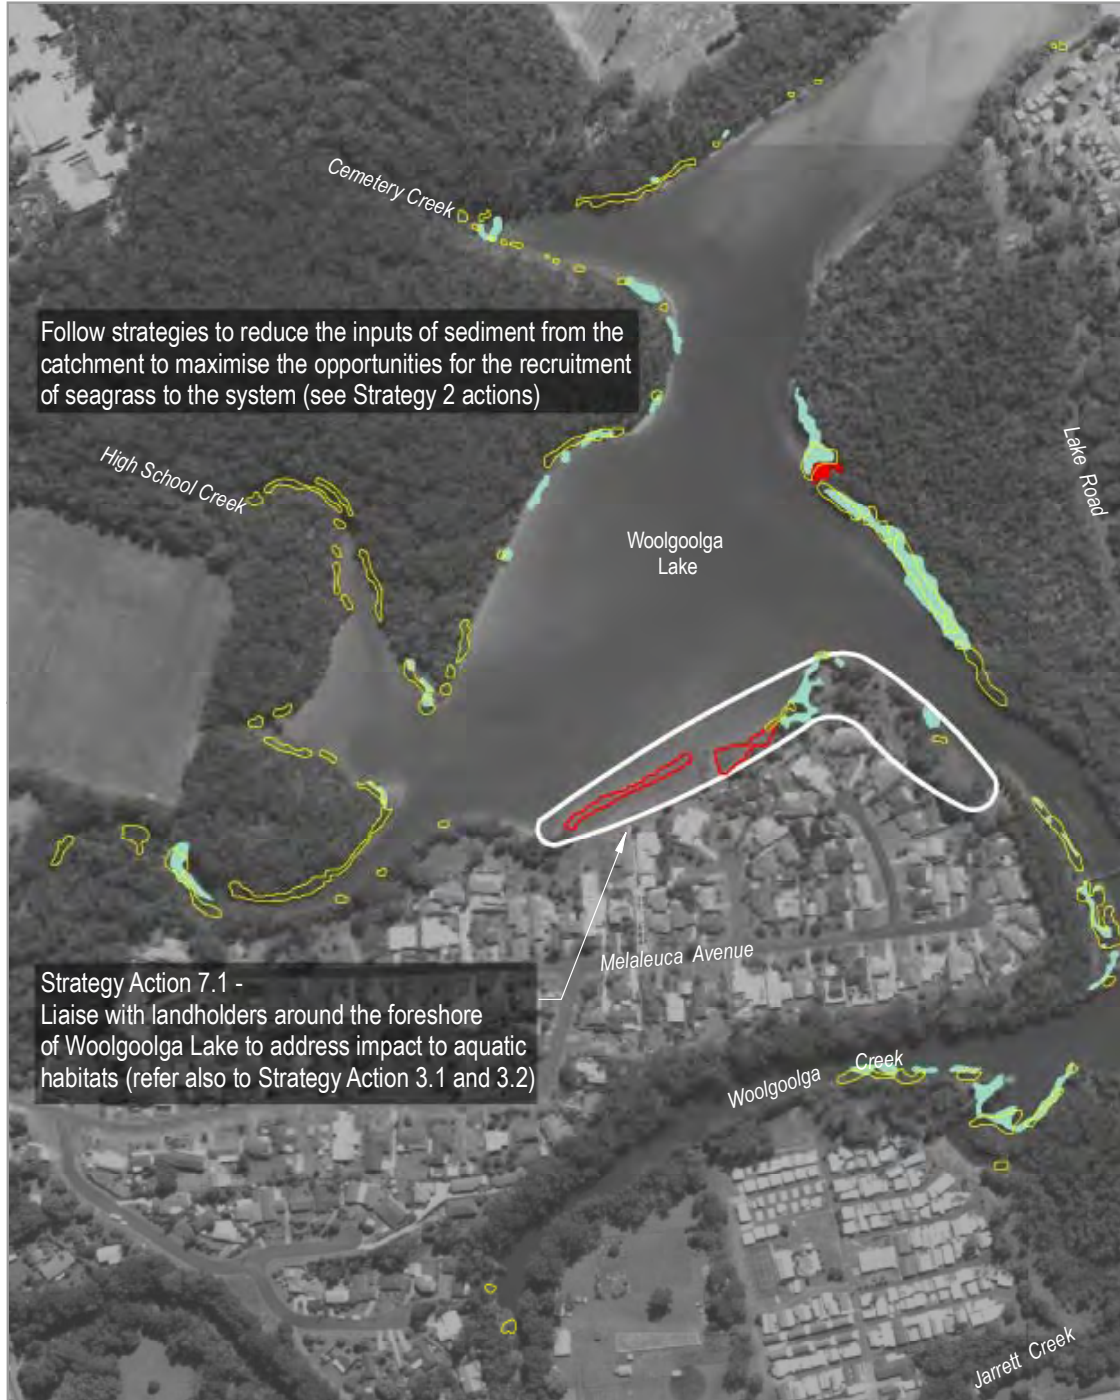 Cemetery Creek
Follow strategies to reduce the inputs of sediment from the
catchment to maximise the opportunities for the recruitment
of seagrass to the system (see Strategy 2 actions)
High School Creek
Lake Road
Woolgoolga
Lake
Melaleuca Avenue
Strategy Action 7.1 -
Liaise with landholders around the foreshore
of Woolgoolga Lake to address impact to aquatic
habitats (refer also to Strategy Action 3.1 and 3.2)
Woolgoolga Creek
Jarrett Creek